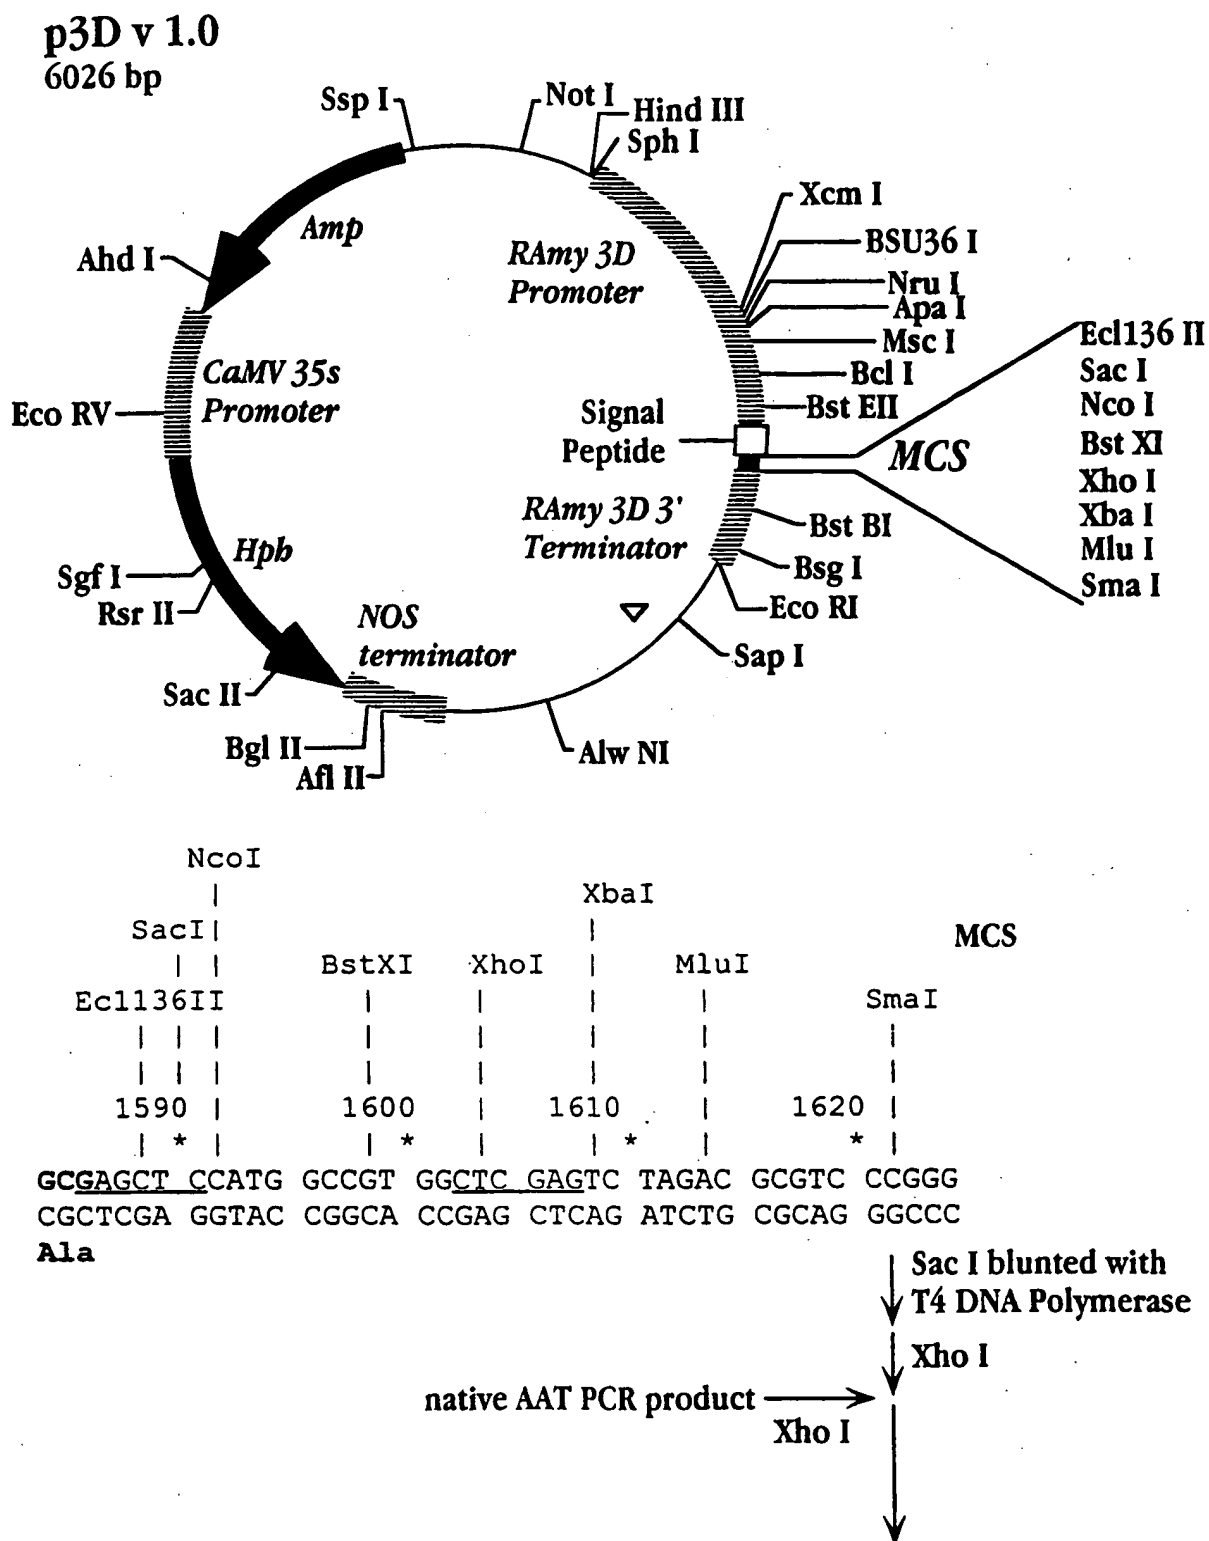 p3D v 1.0
6026 bp
Ssp I
Not I
Hind III
Sph I
Xcm I
BSU36 I
Nru I
Apa I
Msc I
Bcl I
Bst EII
Amp
Ahd I
RAmy 3D
Promoter
CaMV 35s
Promoter
Eco RV
Signal
Peptide
MCS
Ecl136 II
Sac I
Nco I
Bst XI
Xho I
Xba I
Mlu I
Sma I
RAmy 3D 3'
Terminator
Bst BI
Bsg I
Eco RI
Sap I
Hph
Sgf I
Rsr II
NOS
terminator
Sac II
Bgl II
Afl II
Alw NI
NcoI
XbaI
SacI
MCS
BstXI XhoI MluI
Ecl136II SmaI
1590 1600 1610 1620
* * * *
GCGAGCT CCATG GCCGT GGCTC GAGTC TAGAC GCGTC CCGGG
CGCTCGA GGTAC CGGCA CCGAG CTCAG ATCTG CGCAG GGCCC
Ala
Sac I blunted with
T4 DNA Polymerase
Xho I
native AAT PCR product
Xho I